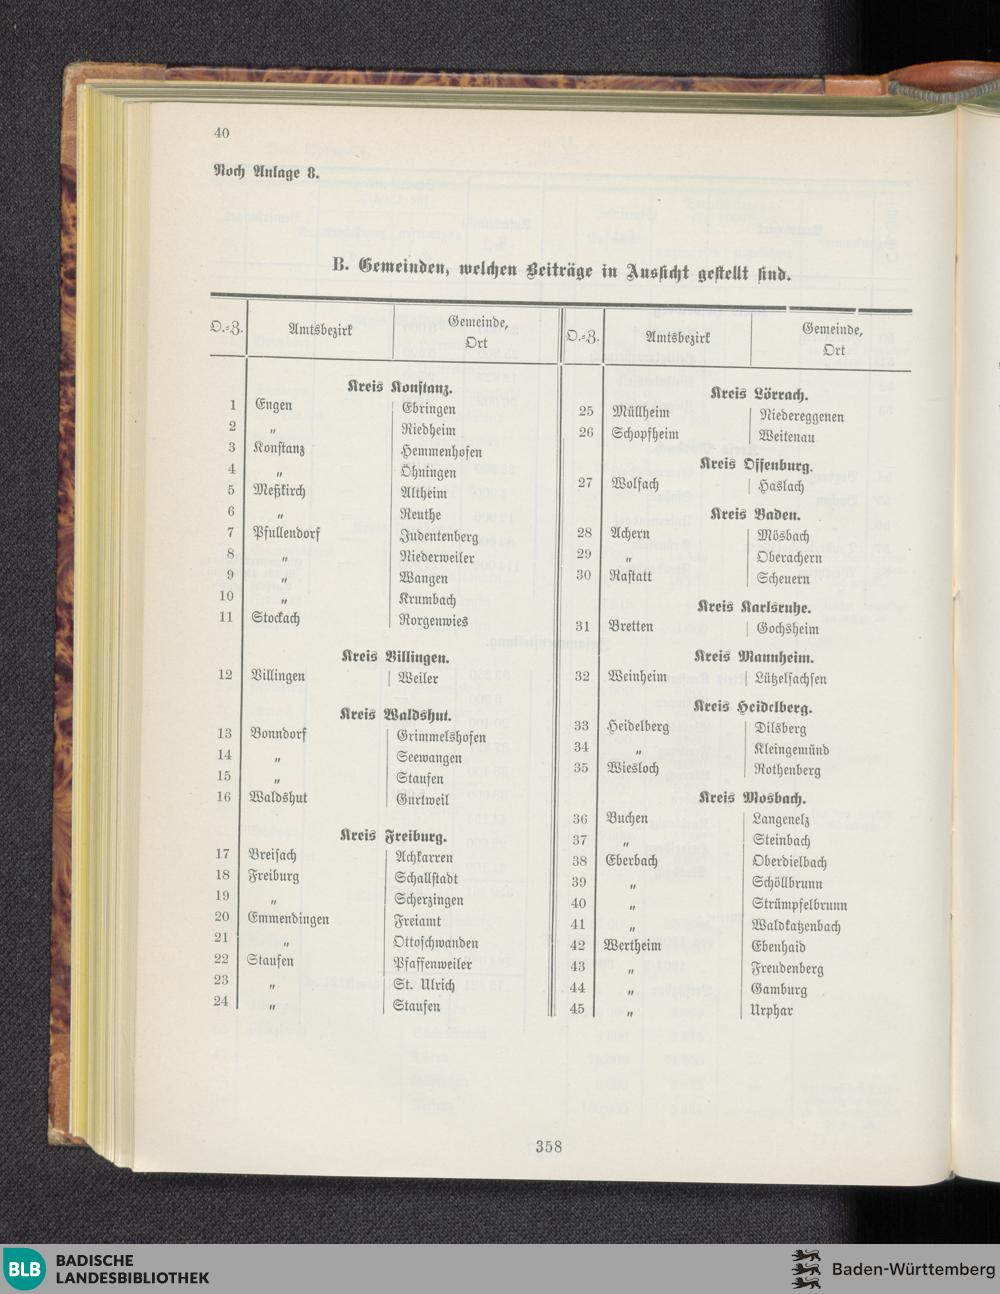 40
Noch Anlage 8.
B. Gemeinden, welchen Beiträge in Aussicht gestellt sind.
O.-Z. Amtsbezirk Gemeinde, Ort
Kreis Konstanz.
1 Engen Ebringen
2 „ Riedheim
3 Konstanz Hemmenhofen
4 „ Öhningen
5 Meßkirch Altheim
6 „ Reuthe
7 Pfullendorf Judentenberg
8 „ Niederweiler
9 „ Wangen
10 „ Krumbach
11 Stockach Rorgenwies
Kreis Villingen.
12 Villingen Weiler
Kreis Waldshut.
13 Bonndorf Grimmelshofen
14 „ Seewangen
15 „ Staufen
16 Waldshut Gurtweil
Kreis Freiburg.
17 Breisach Achkarren
18 Freiburg Schallstadt
19 „ Scherzingen
20 Emmendingen Freiamt
21 „ Ottoschwanden
22 Staufen Pfaffenweiler
23 „ St. Ulrich
24 „ Staufen
O.-Z. Amtsbezirk Gemeinde, Ort
Kreis Lörrach.
25 Müllheim Niedereggenen
26 Schopfheim Weitenau
Kreis Offenburg.
27 Wolfach Haslach
Kreis Baden.
28 Achern Mösbach
29 „ Oberachern
30 Rastatt Scheuern
Kreis Karlsruhe.
31 Bretten Gochsheim
Kreis Mannheim.
32 Weinheim Lützelsachsen
Kreis Heidelberg.
33 Heidelberg Dilsberg
34 „ Kleingemünd
35 Wiesloch Rothenberg
Kreis Mosbach.
36 Buchen Langenelz
37 „ Steinbach
38 Eberbach Oberdielbach
39 „ Schöllbrunn
40 „ Strümpfelbrunn
41 „ Waldkatzenbach
42 Wertheim Ebenhaid
43 „ Freudenberg
44 „ Gamburg
45 „ Urphar
358
BLB BADISCHE
LANDESBIBLIOTHEK
Baden-Württemberg